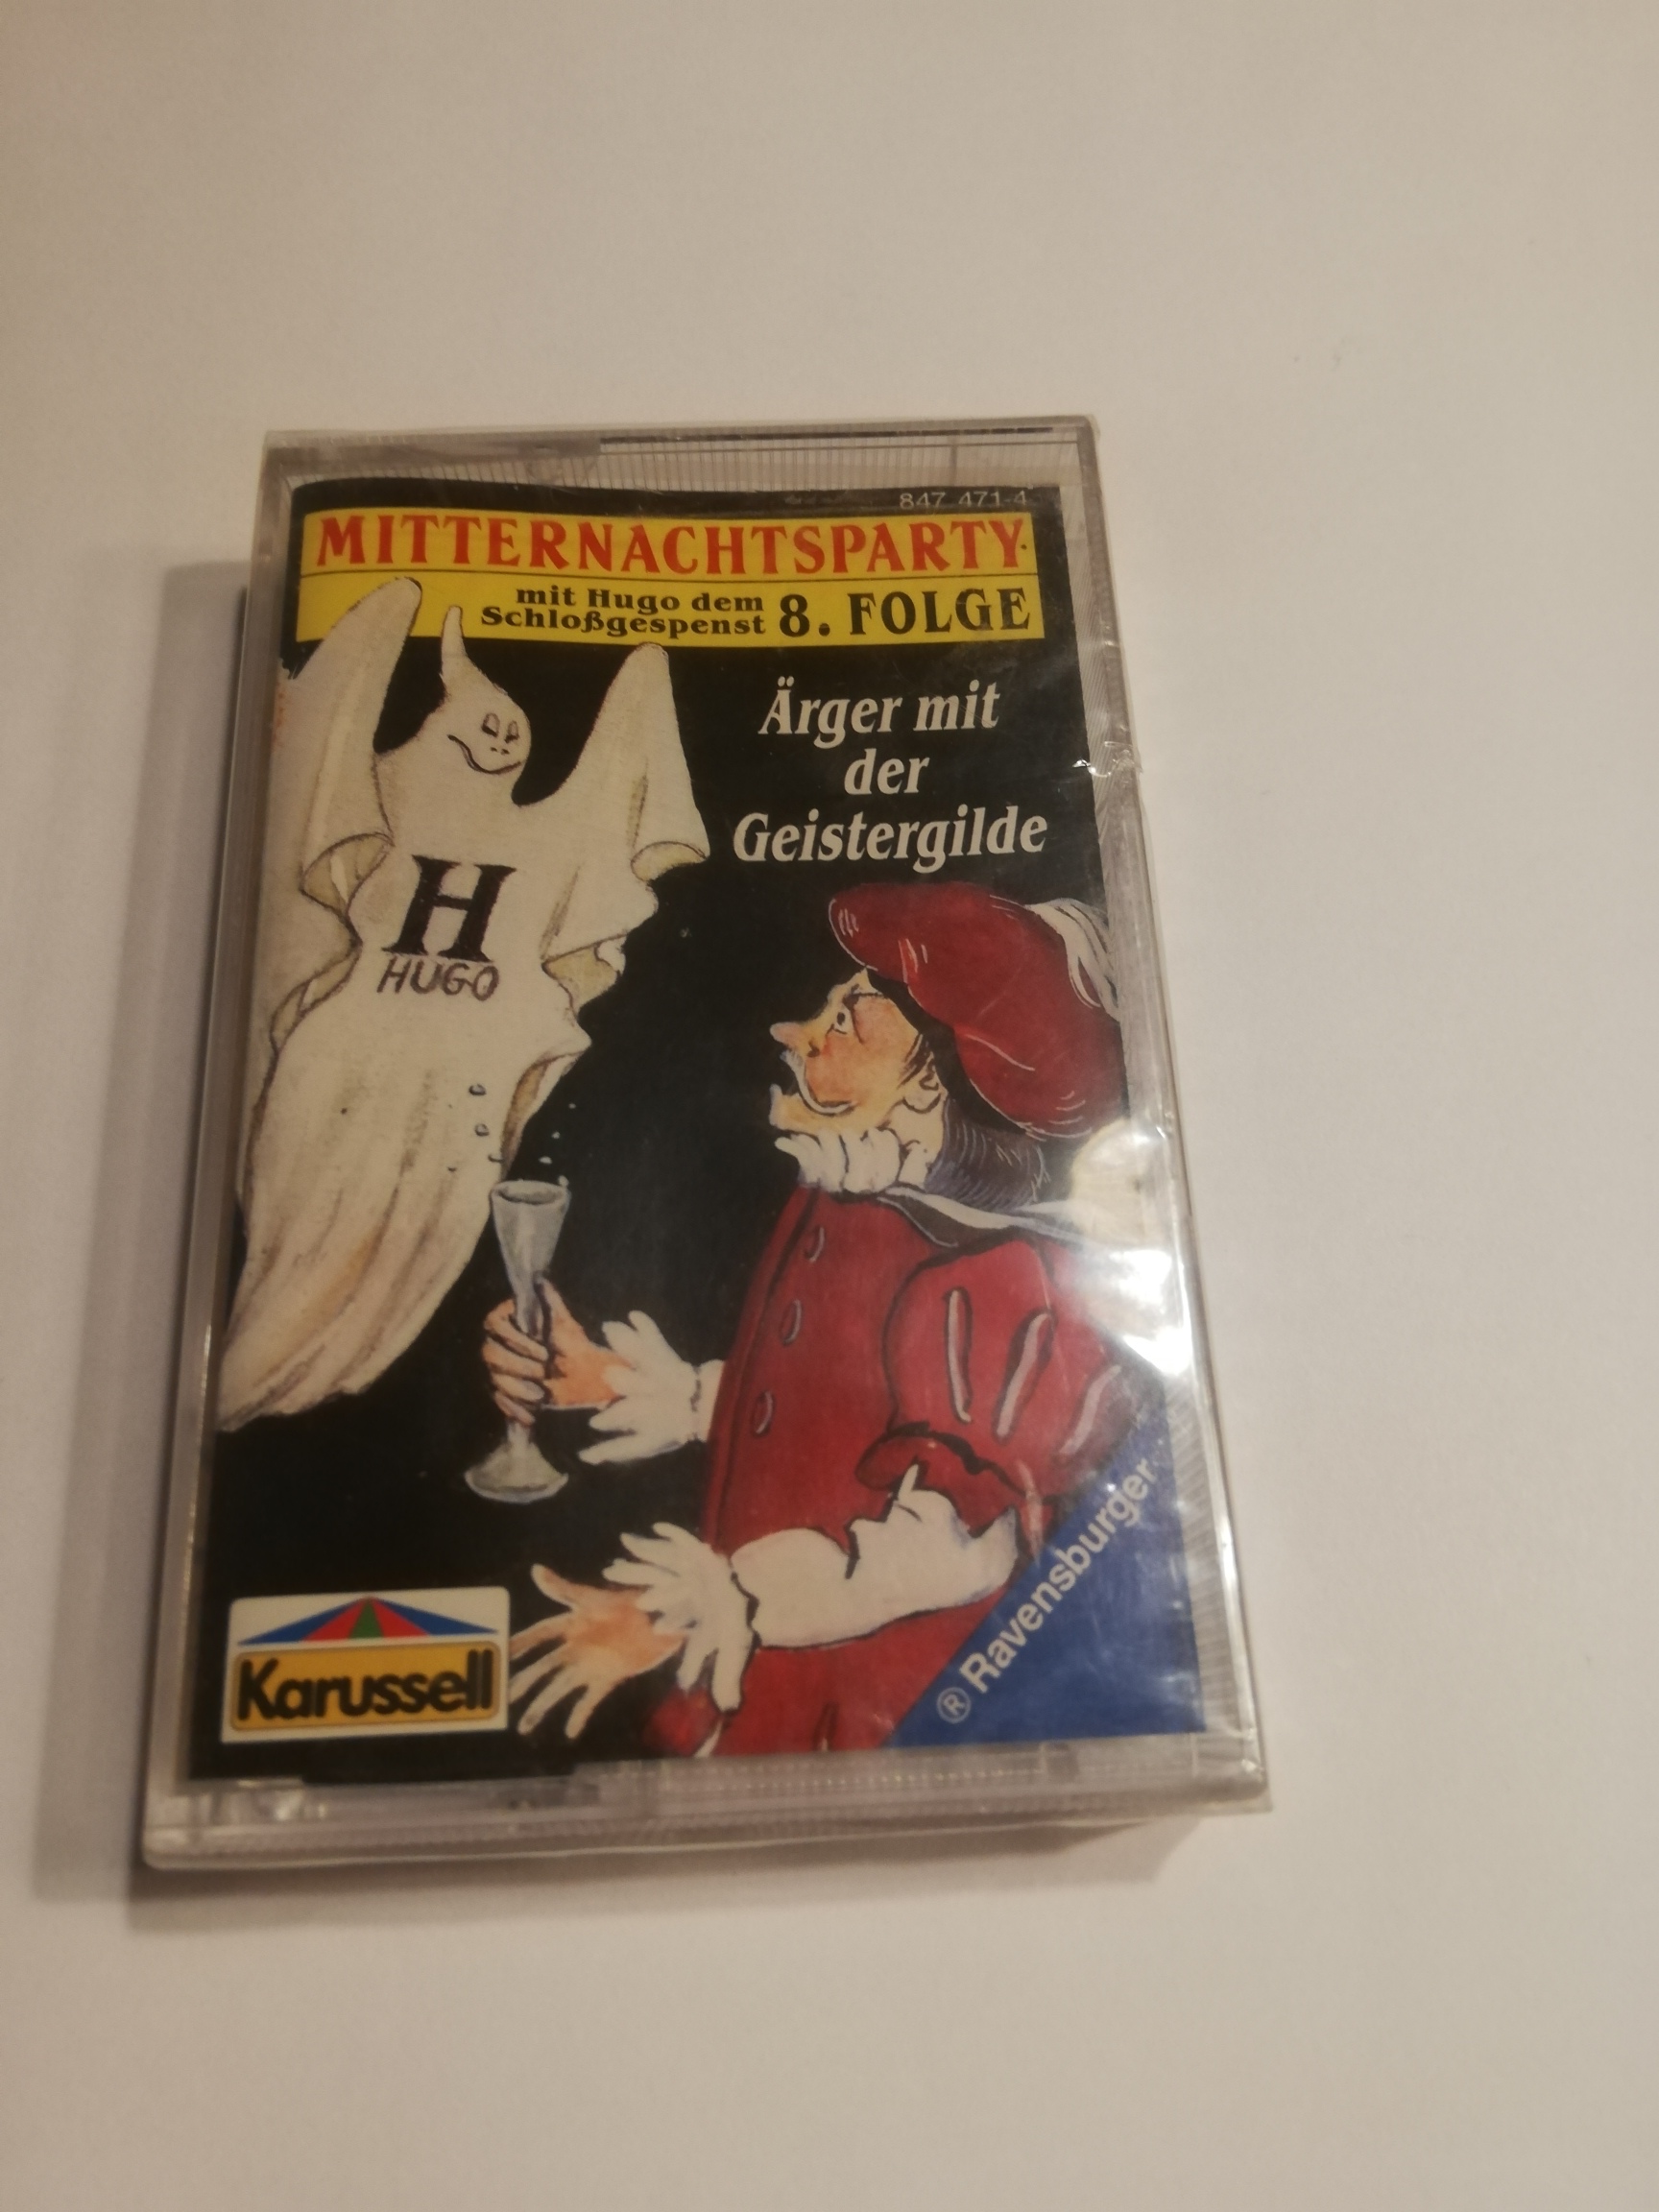 847 471-4
MITTERNACHTSPARTY
mit Hugo dem
Schloßgespenst
8. FOLGE
Ärger mit
der
Geistergilde
H
HUGO
Karussell
® Ravensburger